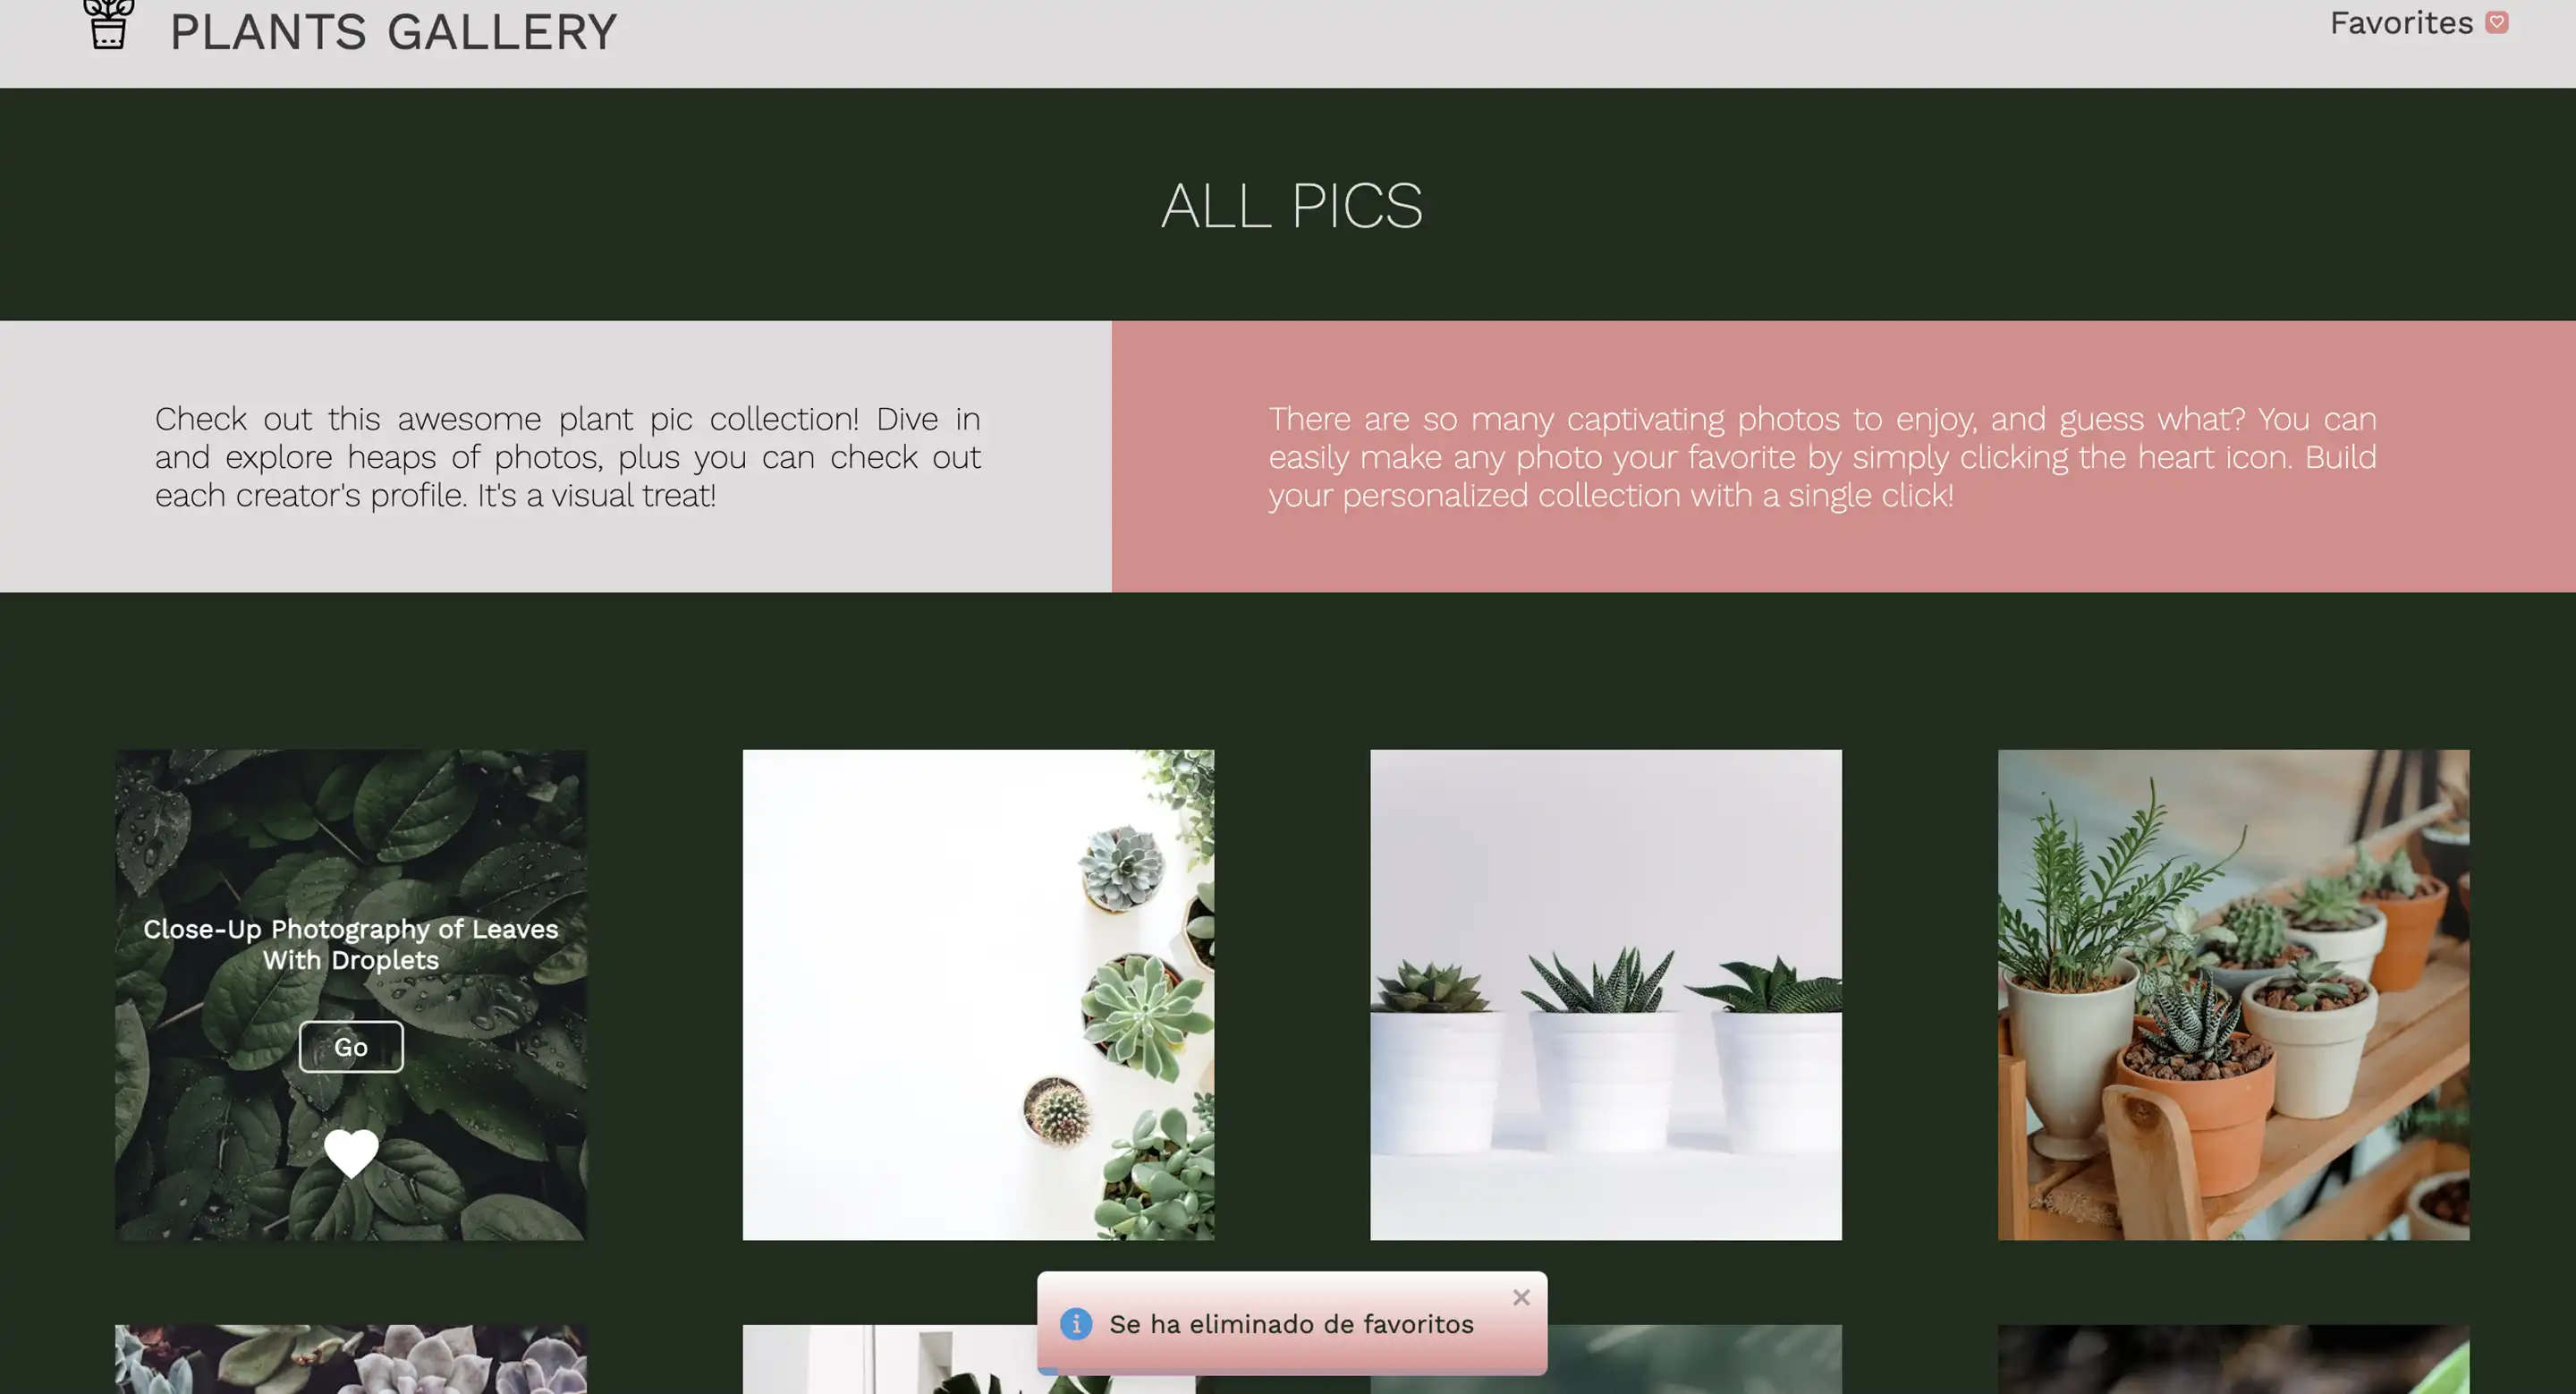 PLANTS GALLERY
Favorites
ALL PICS
Check out this awesome plant pic collection! Dive in
and explore heaps of photos, plus you can check out
each creator's profile. It's a visual treat!
There are so many captivating photos to enjoy, and guess what? You can
easily make any photo your favorite by simply clicking the heart icon. Build
your personalized collection with a single click!
Close-Up Photography of Leaves
With Droplets
Go
Se ha eliminado de favoritos